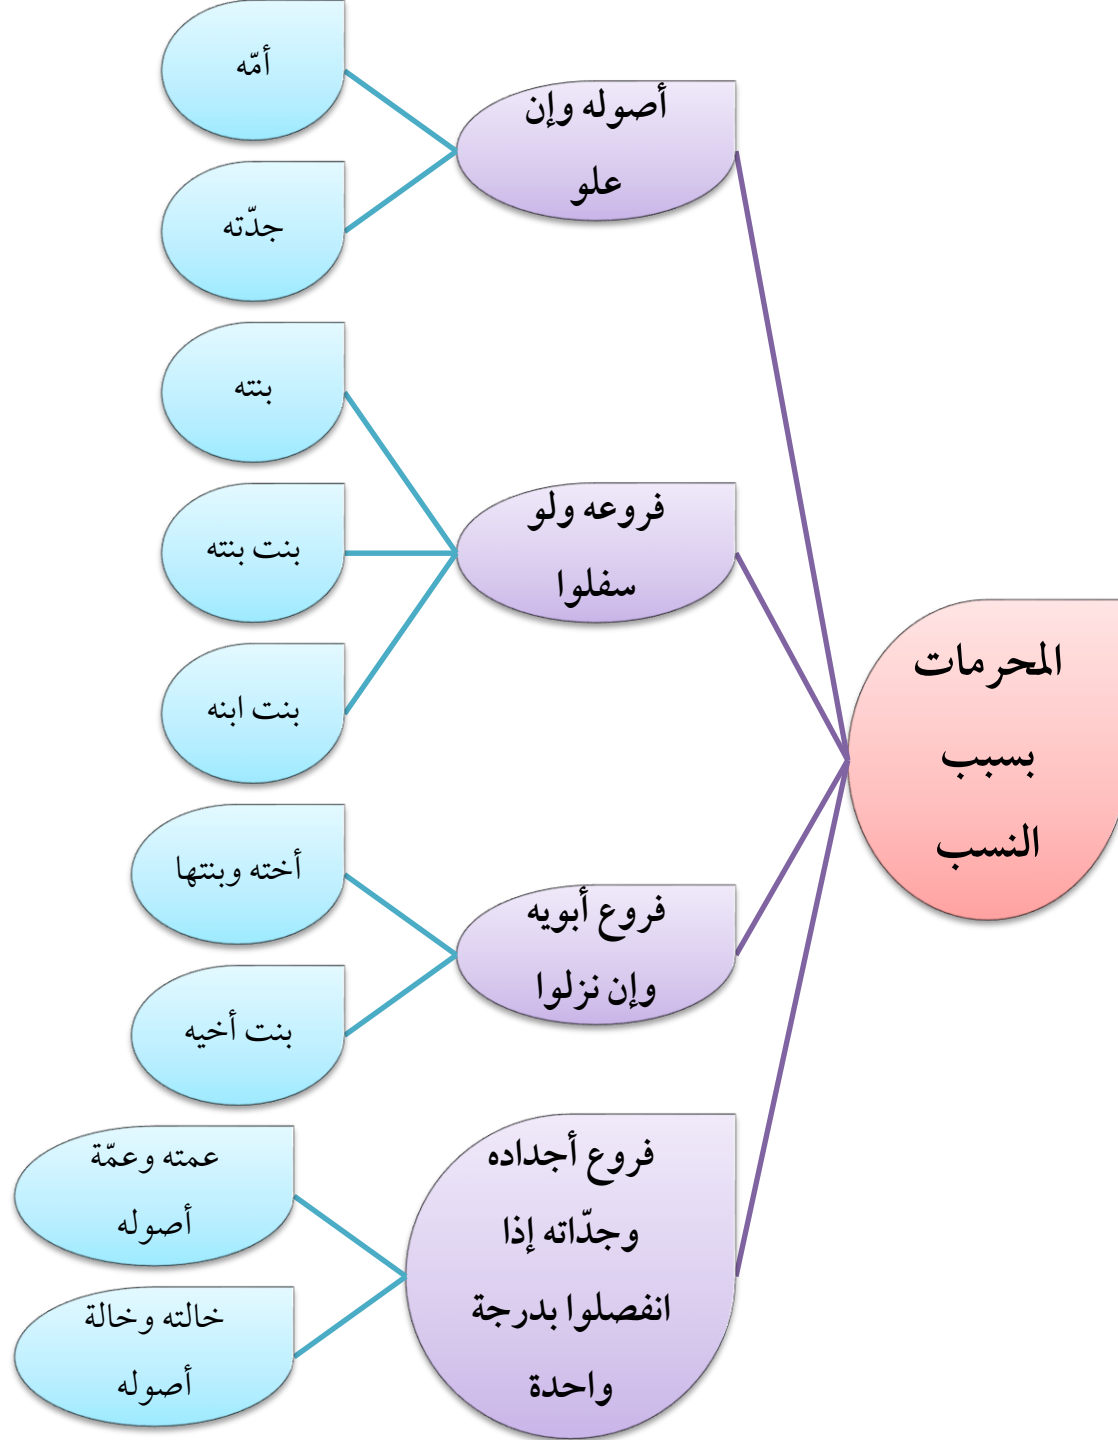 المحرمات
بسبب
النسب
أصوله وإن
علو
أمّه
جدّته
فروعه ولو
سفلوا
بنته
بنت بنته
بنت ابنه
فروع أبويه
وإن نزلوا
أخته وبنتها
بنت أخيه
فروع أجداده
وجدّاته إذا
انفصلوا بدرجة
واحدة
عمته وعمّة
أصوله
خالته وخالة
أصوله